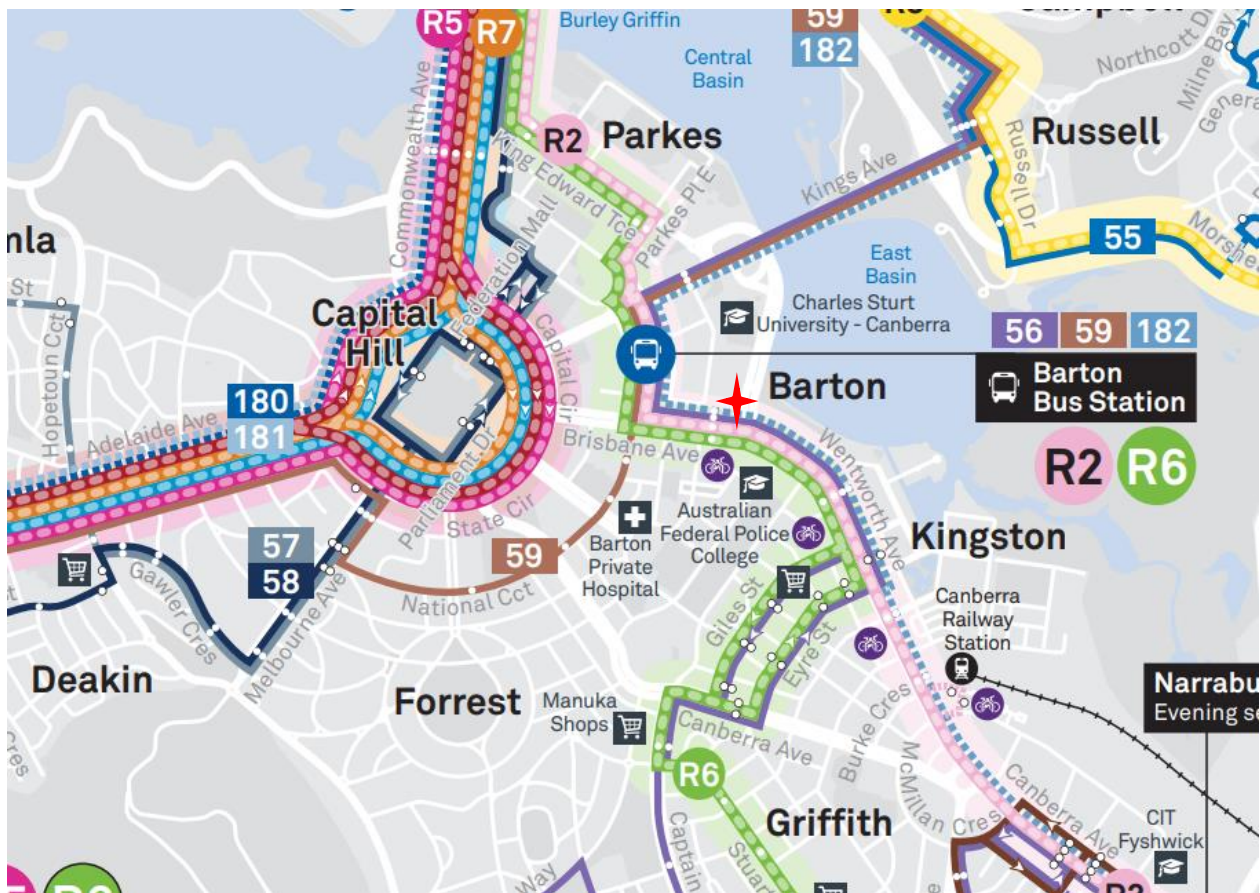 R5
R7
Burley Griffin
Central
Basin
59
182
Northcott Dr
Milne Bay
Commonwealth Ave
R2
Parkes
King Edward Tce
Parkes Pl E
Kings Ave
Russell
Russell Dr
55
Federation Mall
East
Basin
St
Hopetoun Cct
Capital
Hill
Capital Cir
Charles Sturt
University - Canberra
56 59 182
Barton
Bus Station
R2 R6
Barton
180
181
Adelaide Ave
Parliament Dr
State Cir
Brisbane Ave
Wentworth Ave
Australian
Federal Police
College
Barton
Private
Hospital
Kingston
57
58
59
National Cct
Gawler Cres
Melbourne Ave
Giles St
Eyre St
Canberra
Railway
Station
Deakin
Forrest
Manuka
Shops
Canberra Ave
Burke Cres
McMillan Cres
R6
Griffith
Captain
Canberra Ave
CIT
Fyshwick
Evening
Way
R2